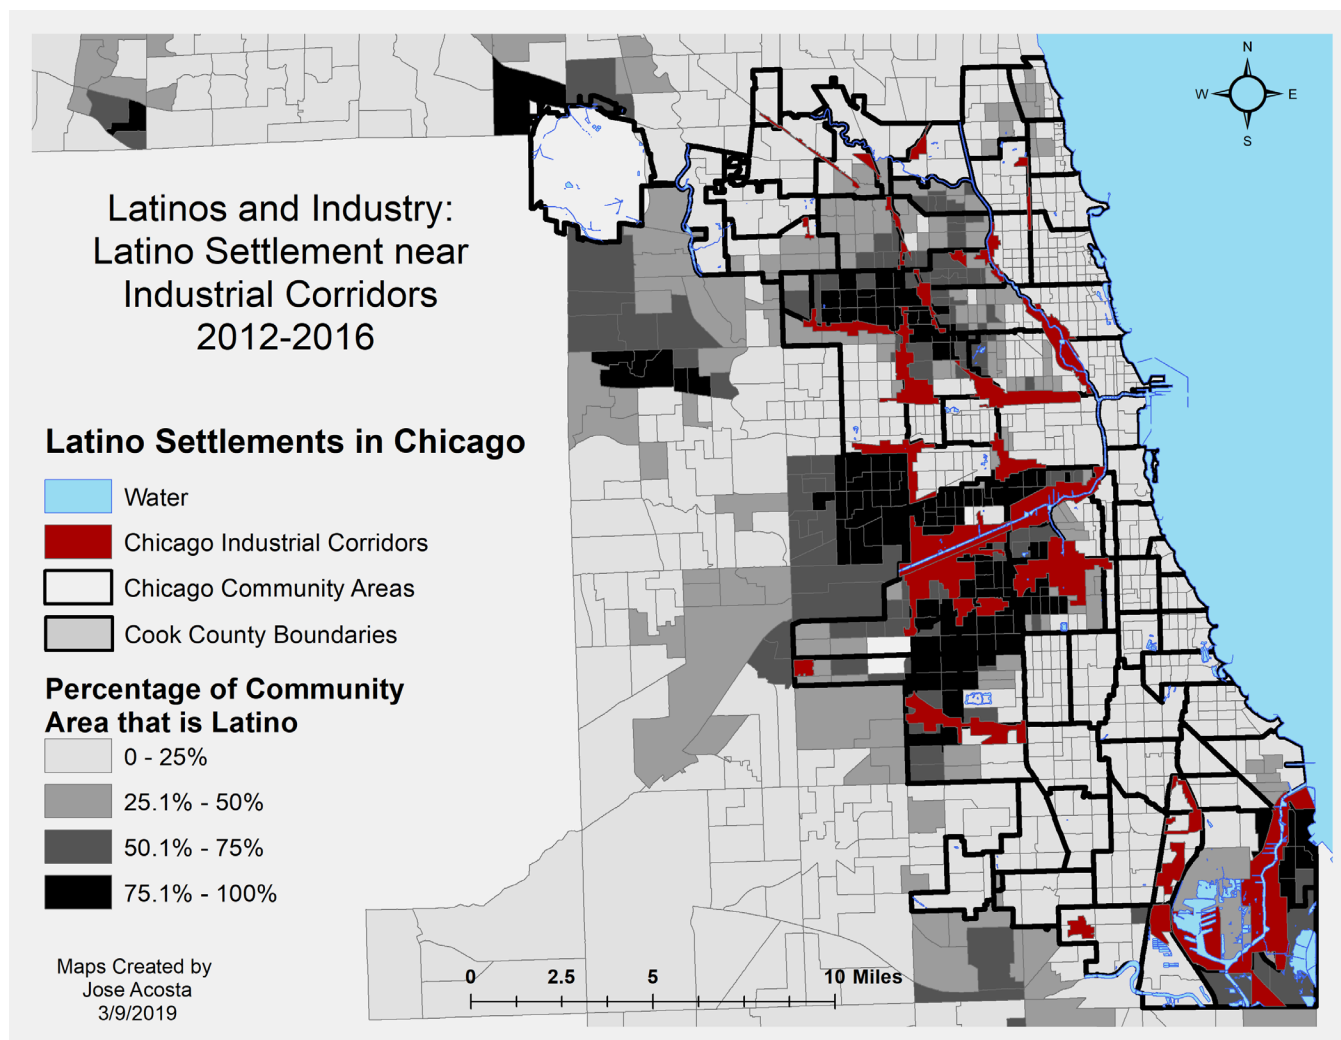 Latinos and Industry:
Latino Settlement near
Industrial Corridors
2012-2016
N
W
E
S
Latino Settlements in Chicago
Water
Chicago Industrial Corridors
Chicago Community Areas
Cook County Boundaries
Percentage of Community
Area that is Latino
0 - 25%
25.1% - 50%
50.1% - 75%
75.1% - 100%
Maps Created by
Jose Acosta
3/9/2019
0 2.5 5 10 Miles